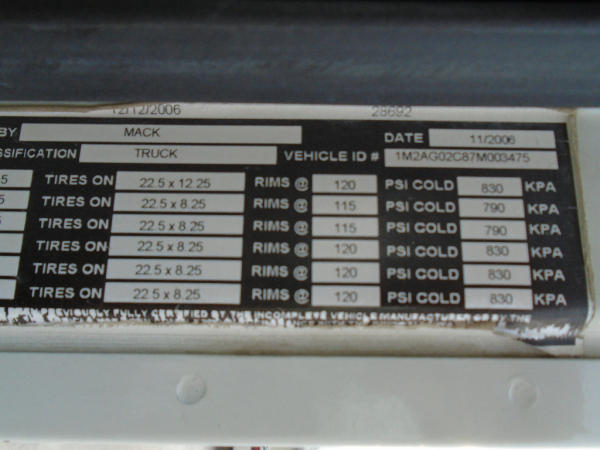 12/12/2006 28692
BY MACK DATE 11/2006
SSIFICATION TRUCK VEHICLE ID # 1M2AG02C87M003475
5 TIRES ON 22.5 x 12.25 RIMS @ 120 PSI COLD 830 KPA
5 TIRES ON 22.5 x 8.25 RIMS @ 115 PSI COLD 790 KPA
TIRES ON 22.5 x 8.25 RIMS @ 115 PSI COLD 790 KPA
TIRES ON 22.5 x 8.25 RIMS @ 120 PSI COLD 830 KPA
TIRES ON 22.5 x 8.25 RIMS @ 120 PSI COLD 830 KPA
TIRES ON 22.5 x 8.25 RIMS @ 120 PSI COLD 830 KPA
PREVIOUSLY FULLY CERTIFIED BY THE INCOMPLETE VEHICLE MANUFACTURER OR BY THE